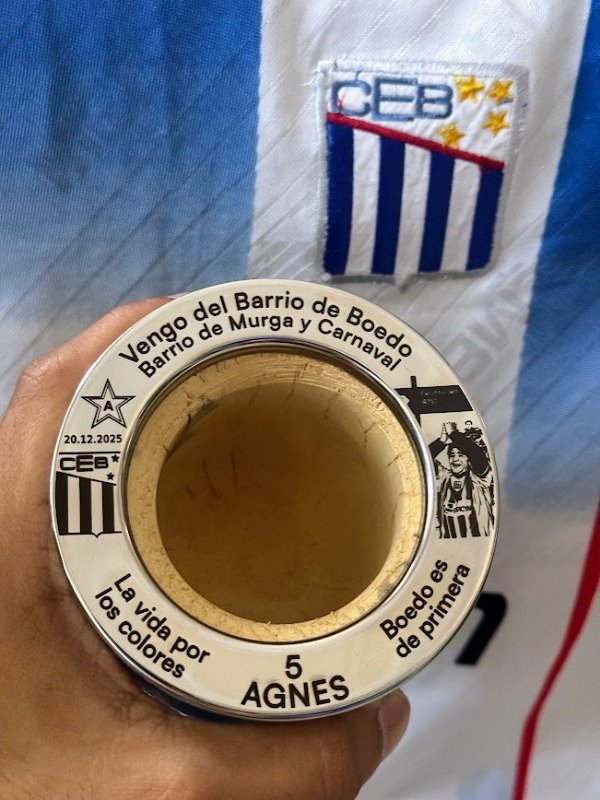 CEB
Vengo del Barrio de Boedo
Barrio de Murga y Carnaval
A
20.12.2025
CEB
La vida por
los colores
5
AGNES
Boedo es
de primera